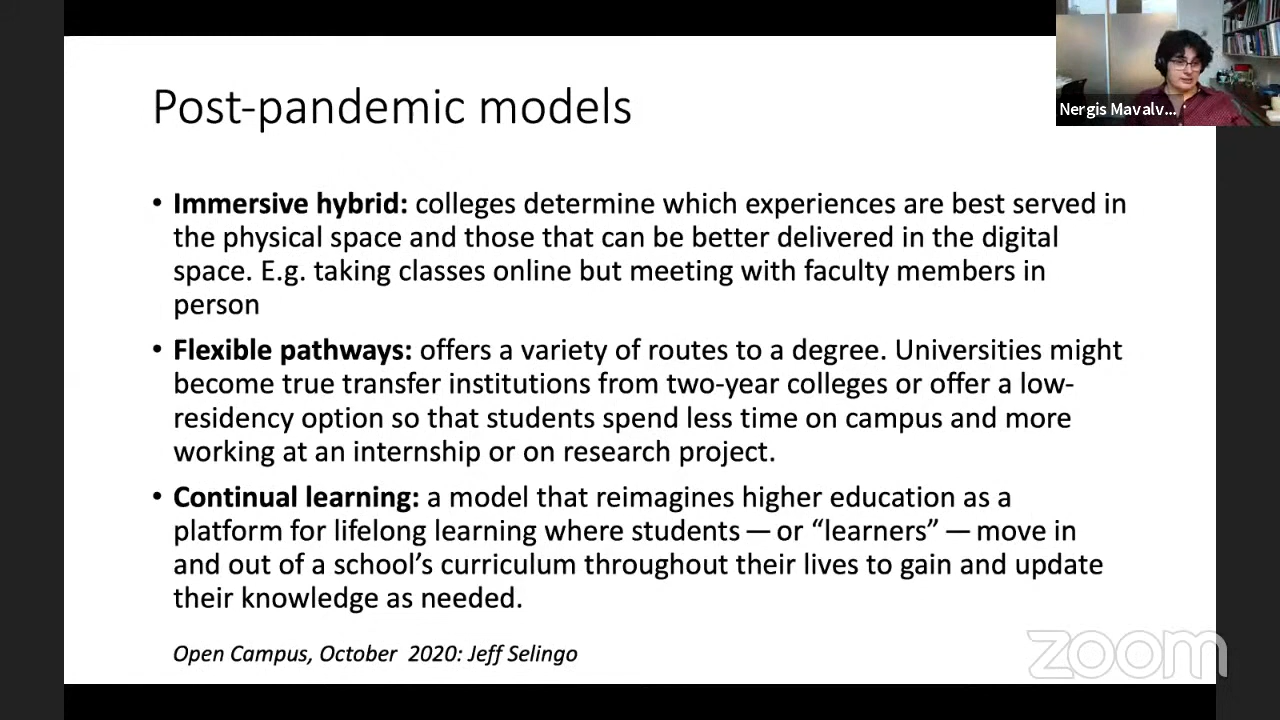 Post-pandemic models
Nergis Mavalv...
• Immersive hybrid: colleges determine which experiences are best served in
the physical space and those that can be better delivered in the digital
space. E.g. taking classes online but meeting with faculty members in
person
• Flexible pathways: offers a variety of routes to a degree. Universities might
become true transfer institutions from two-year colleges or offer a low-
residency option so that students spend less time on campus and more
working at an internship or on research project.
• Continual learning: a model that reimagines higher education as a
platform for lifelong learning where students — or “learners” — move in
and out of a school’s curriculum throughout their lives to gain and update
their knowledge as needed.
Open Campus, October 2020: Jeff Selingo
zoom